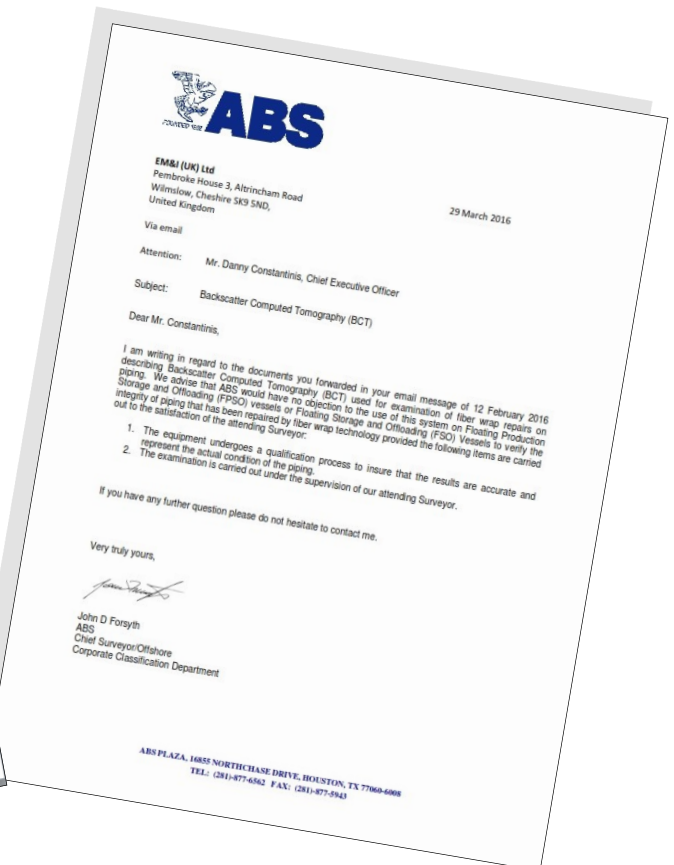 FOUNDED 1862
ABS
EM&I (UK) Ltd
Pembroke House 3, Altrincham Road
Wilmslow, Cheshire SK9 5ND,
United Kingdom
29 March 2016
Via email
Attention: Mr. Danny Constantinis, Chief Executive Officer
Subject: Backscatter Computed Tomography (BCT)
Dear Mr. Constantinis,
I am writing in regard to the documents you forwarded in your email message of 12 February 2016
describing Backscatter Computed Tomography (BCT) used for examination of fiber wrap repairs on
piping. We advise that ABS would have no objection to the use of this system on Floating Production
Storage and Offloading (FPSO) vessels or Floating Storage and Offloading (FSO) Vessels to verify the
integrity of piping that has been repaired by fiber wrap technology provided the following items are carried
out to the satisfaction of the attending Surveyor:
1. The equipment undergoes a qualification process to insure that the results are accurate and
represent the actual condition of the piping.
2. The examination is carried out under the supervision of our attending Surveyor.
If you have any further question please do not hesitate to contact me.
Very truly yours,
John D Forsyth
ABS
Chief Surveyor/Offshore
Corporate Classification Department
ABS PLAZA, 16855 NORTHCHASE DRIVE, HOUSTON, TX 77060-6008
TEL: (281)-877-6562 FAX: (281)-877-5943